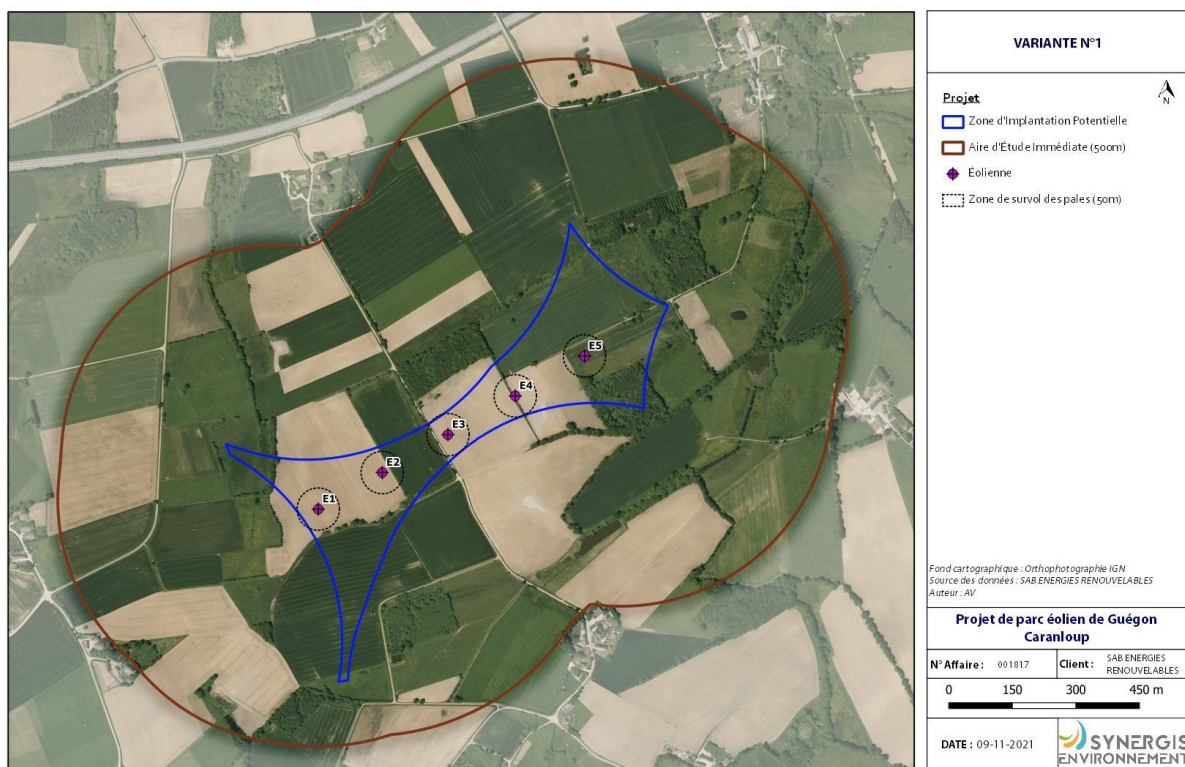 VARIANTE N°1
Projet
N
Zone d'Implantation Potentielle
Aire d'Étude Immédiate (500m)
Éolienne
Zone de survol des pales (50m)
E5
E4
E3
E2
E1
Fond cartographique : Orthophotographie IGN
Source des données : SAB ENERGIES RENOUVELABLES
Auteur : AV
Projet de parc éolien de Guégon
Caranloup
N° Affaire : 001817
Client : SAB ENERGIES
RENOUVELABLES
0 150 300 450 m
DATE : 09-11-2021
SYNERGIS
ENVIRONNEMENT